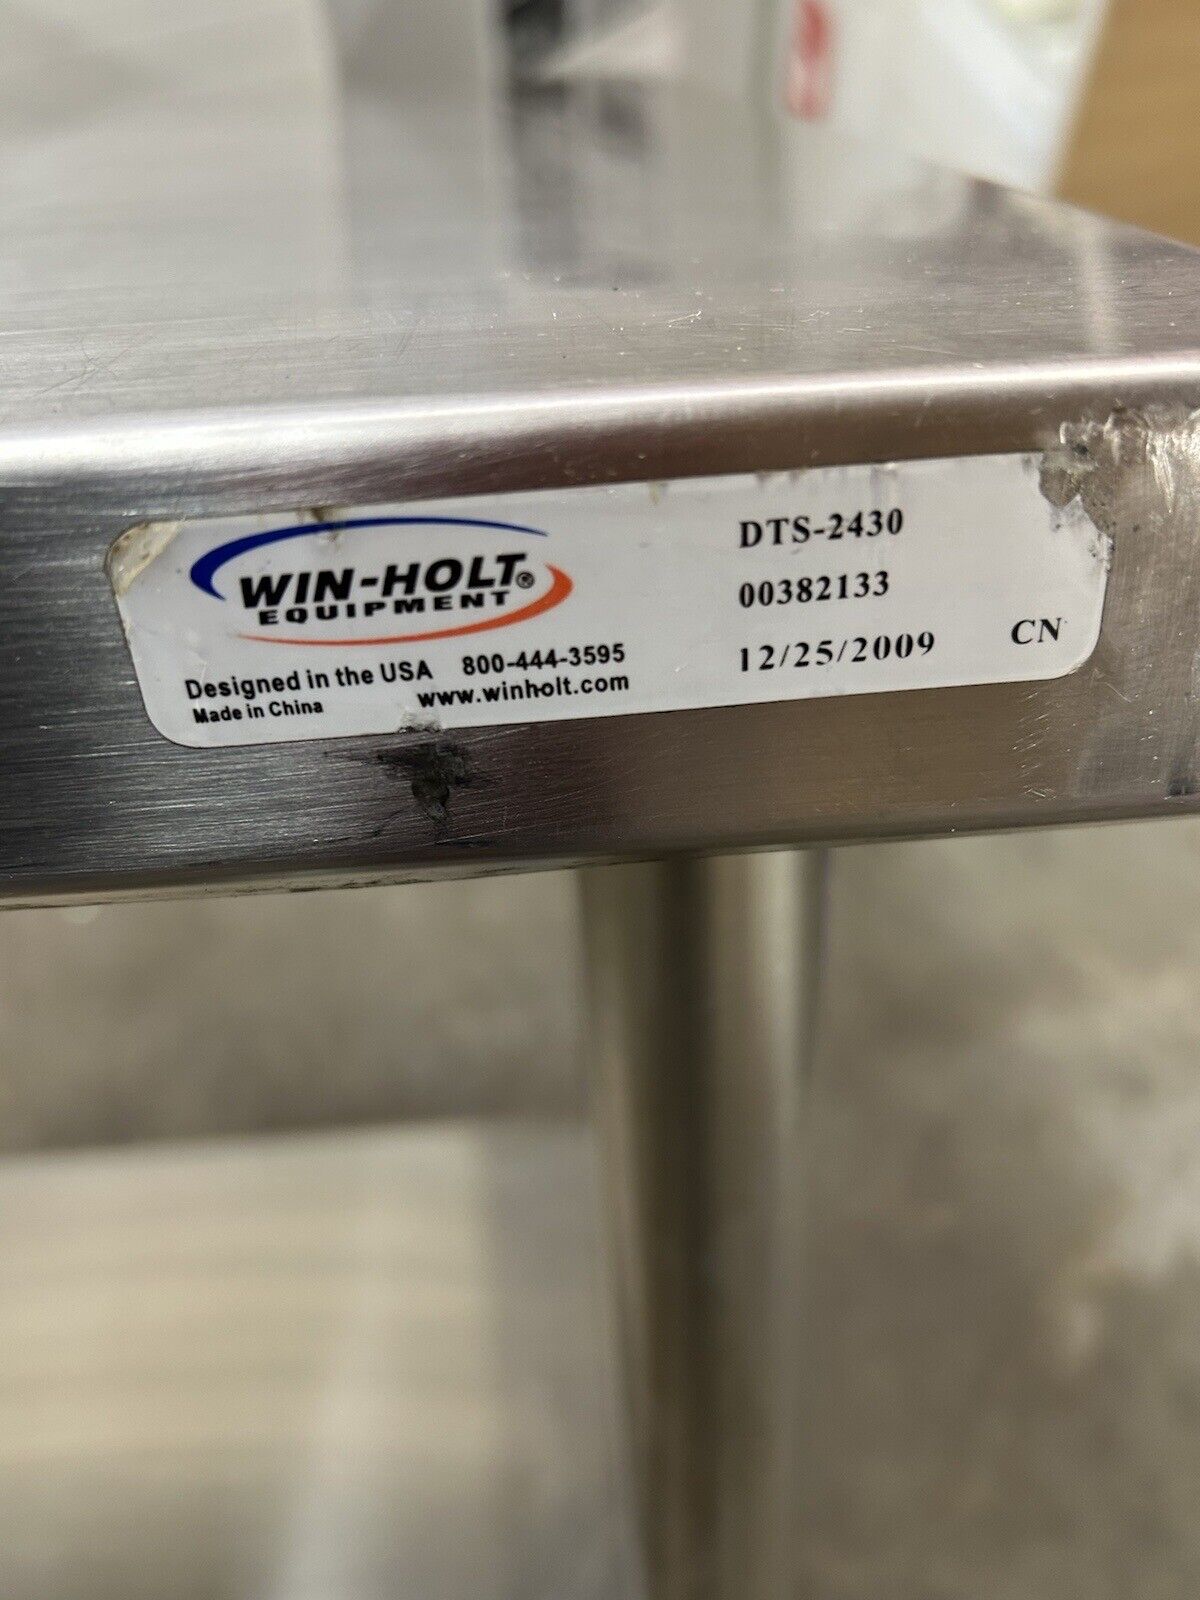 WIN-HOLT®
EQUIPMENT
Designed in the USA 800-444-3595
Made in China www.winholt.com
DTS-2430
00382133
12/25/2009 CN